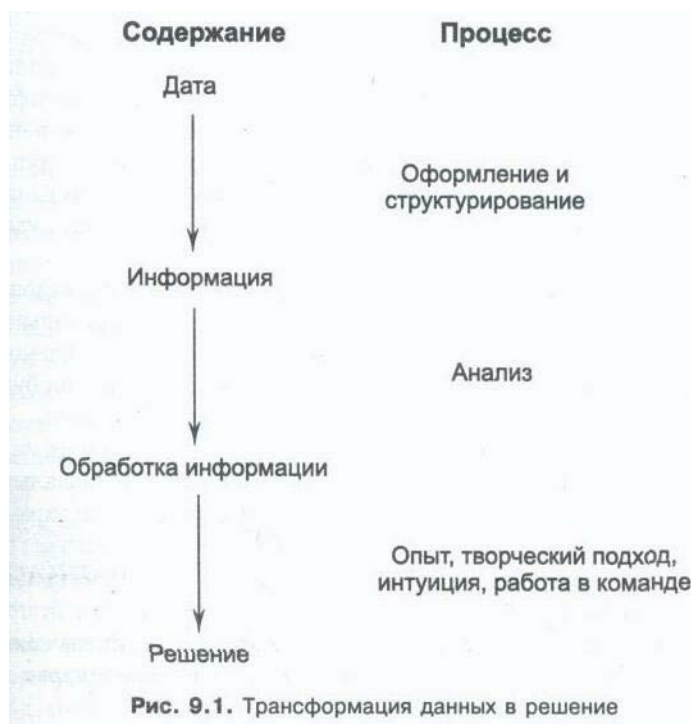 Содержание Процесс
Дата
Оформление и
структурирование
Информация
Анализ
Обработка информации
Опыт, творческий подход,
интуиция, работа в команде
Решение
Рис. 9.1. Трансформация данных в решение